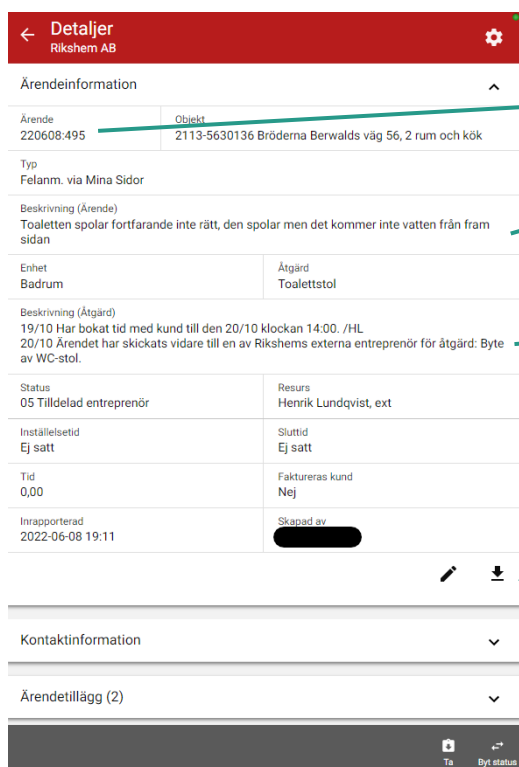 Detaljer
Rikshem AB
Ärendeinformation
Ärende
220608:495
Objekt
2113-5630136 Bröderna Berwalds väg 56, 2 rum och kök
Typ
Felanm. via Mina Sidor
Beskrivning (Ärende)
Toaletten spolar fortfarande inte rätt, den spolar men det kommer inte vatten från fram
sidan
Enhet
Badrum
Åtgärd
Toalettstol
Beskrivning (Åtgärd)
19/10 Har bokat tid med kund till den 20/10 klockan 14:00. /HL
20/10 Ärendet har skickats vidare till en av Rikshems externa entreprenör för åtgärd: Byte
av WC-stol.
Status
05 Tilldelad entreprenör
Resurs
Henrik Lundqvist, ext
Inställelsetid
Ej satt
Sluttid
Ej satt
Tid
0,00
Faktureras kund
Nej
Inrapporterad
2022-06-08 19:11
Skapad av
Kontaktinformation
Ärendetillägg (2)
Ta
Byt status